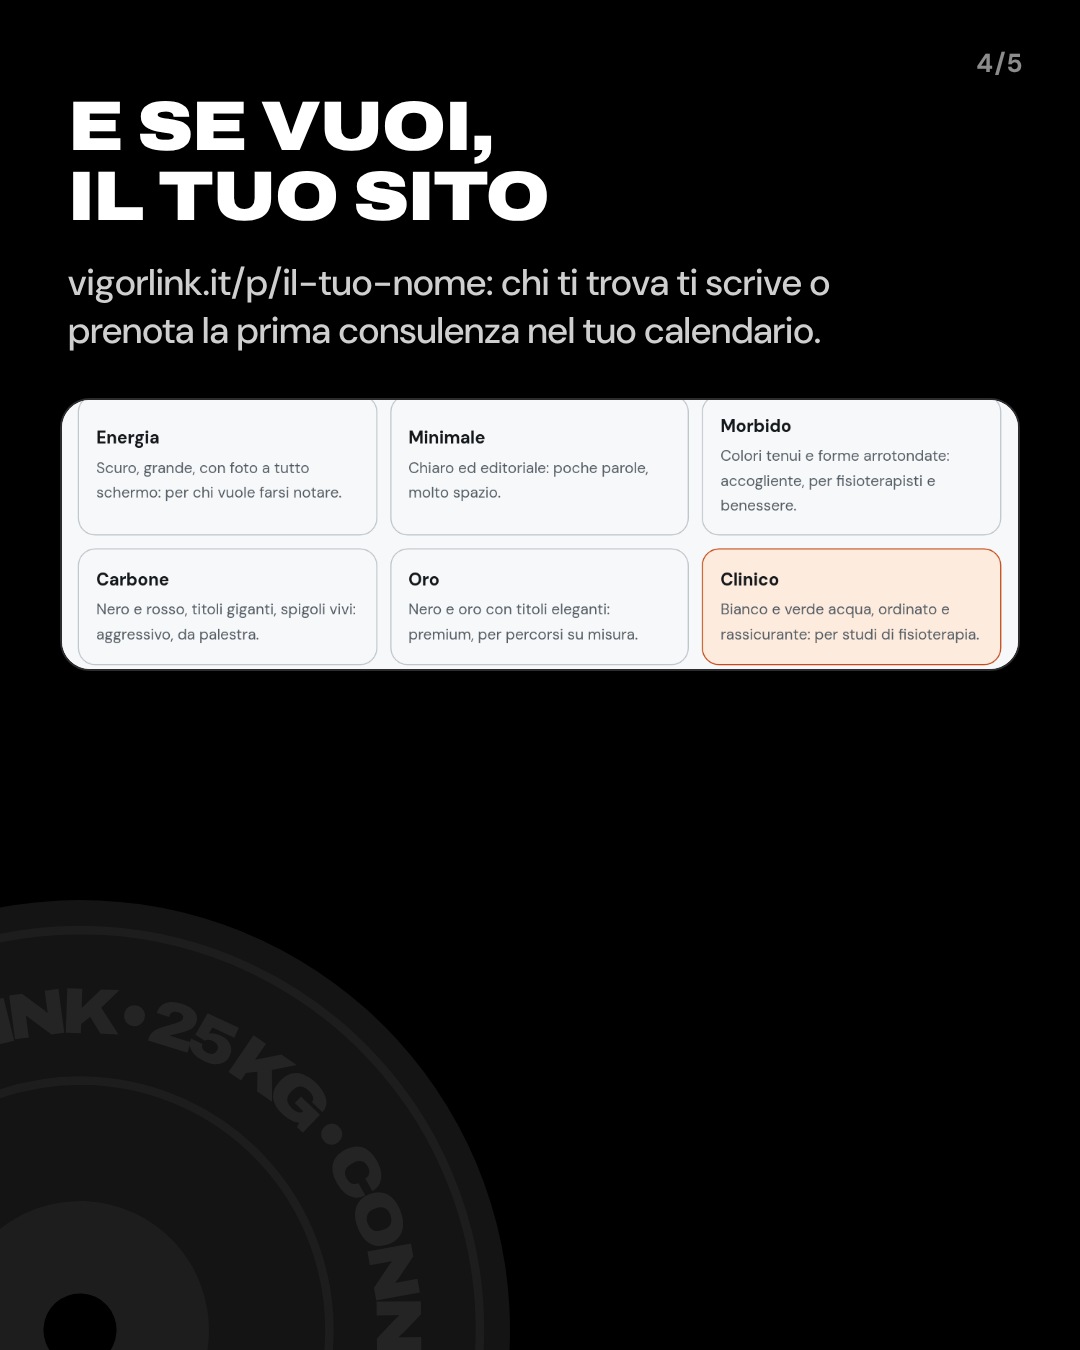 4/5
E SE VUOI,
IL TUO SITO
vigorlink.it/p/il-tuo-nome: chi ti trova ti scrive o
prenota la prima consulenza nel tuo calendario.
Energia
Scuro, grande, con foto a tutto
schermo: per chi vuole farsi notare.
Minimale
Chiaro ed editoriale: poche parole,
molto spazio.
Morbido
Colori tenui e forme arrotondate:
accogliente, per fisioterapisti e
benessere.
Carbone
Nero e rosso, titoli giganti, spigoli vivi:
aggressivo, da palestra.
Oro
Nero e oro con titoli eleganti:
premium, per percorsi su misura.
Clinico
Bianco e verde acqua, ordinato e
rassicurante: per studi di fisioterapia.
INK • 25 KG • CONN